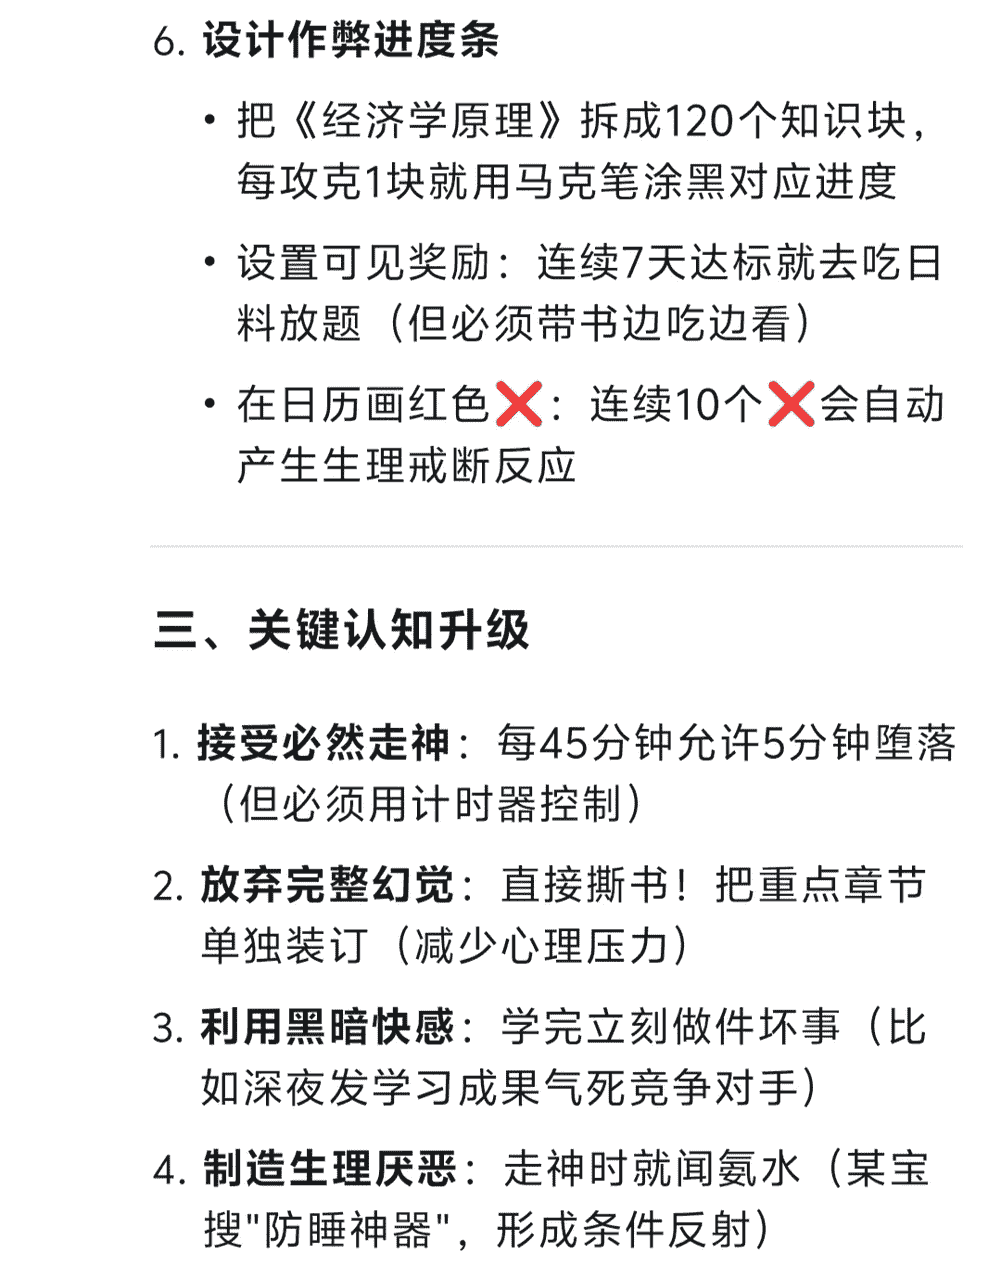 6. 设计作弊进度条
• 把《经济学原理》拆成120个知识块，
每攻克1块就用马克笔涂黑对应进度
• 设置可见奖励：连续7天达标就去吃日
料放题（但必须带书边吃边看）
• 在日历画红色❌：连续10个❌会自动
产生生理戒断反应
三、关键认知升级
1. 接受必然走神：每45分钟允许5分钟堕落
（但必须用计时器控制）
2. 放弃完整幻觉：直接撕书！把重点章节
单独装订（减少心理压力）
3. 利用黑暗快感：学完立刻做件坏事（比
如深夜发学习成果气死竞争对手）
4. 制造生理厌恶：走神时就闻氨水（某宝
搜"防睡神器"，形成条件反射）